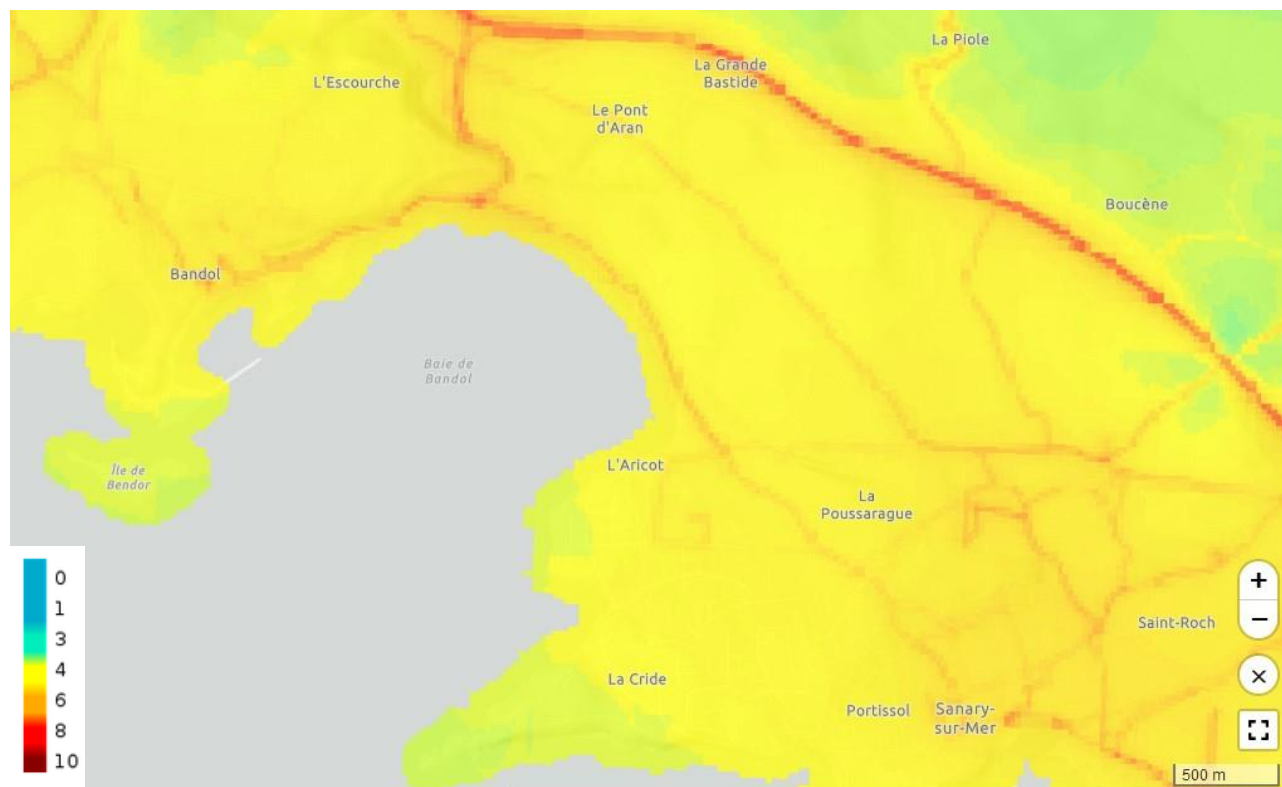 La Piole
La Grande
Bastide
L'Escourche
Le Pont
d'Aran
Boucène
Bandol
Baie de
Bandol
L'Aricot
Île de
Bendor
La
Poussarague
0
1
3
4
6
8
10
+
−
Saint-Roch
×
La Cride
Portissol
Sanary-
sur-Mer
500 m